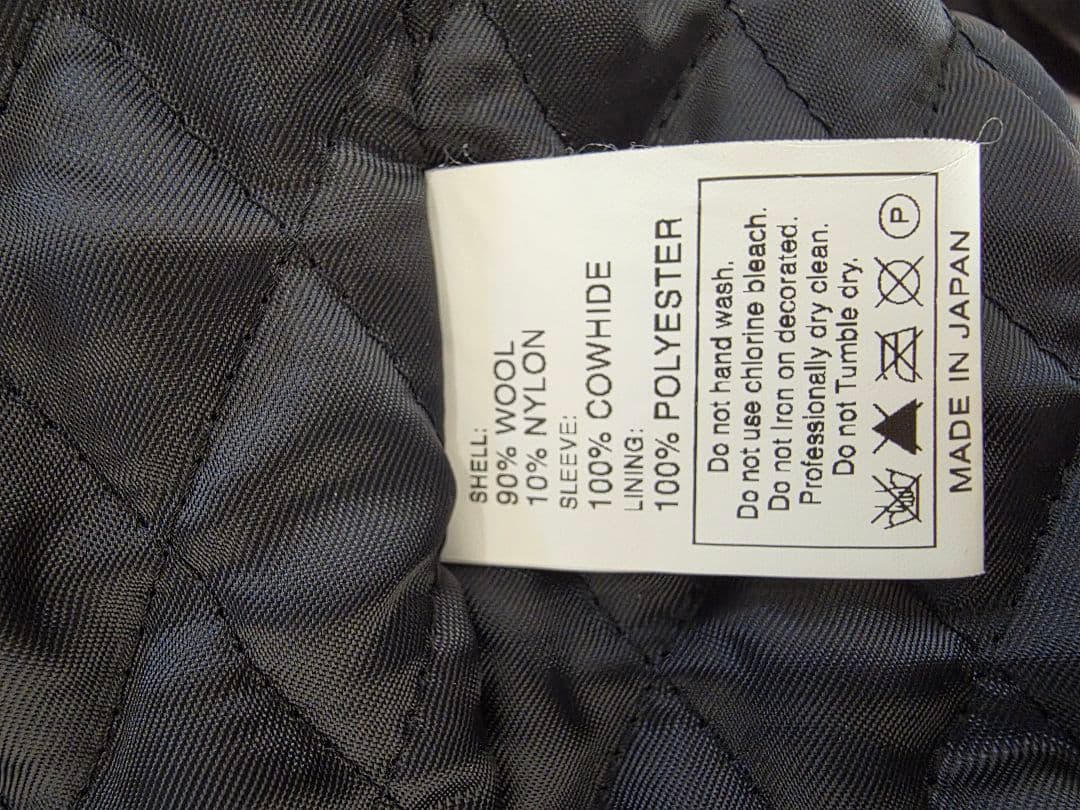 SHELL:
90% WOOL
10% NYLON
SLEEVE:
100% COWHIDE
LINING:
100% POLYESTER
Do not hand wash.
Do not use chlorine bleach.
Do not Iron on decorated.
Professionally dry clean.
Do not Tumble dry.
P
MADE IN JAPAN